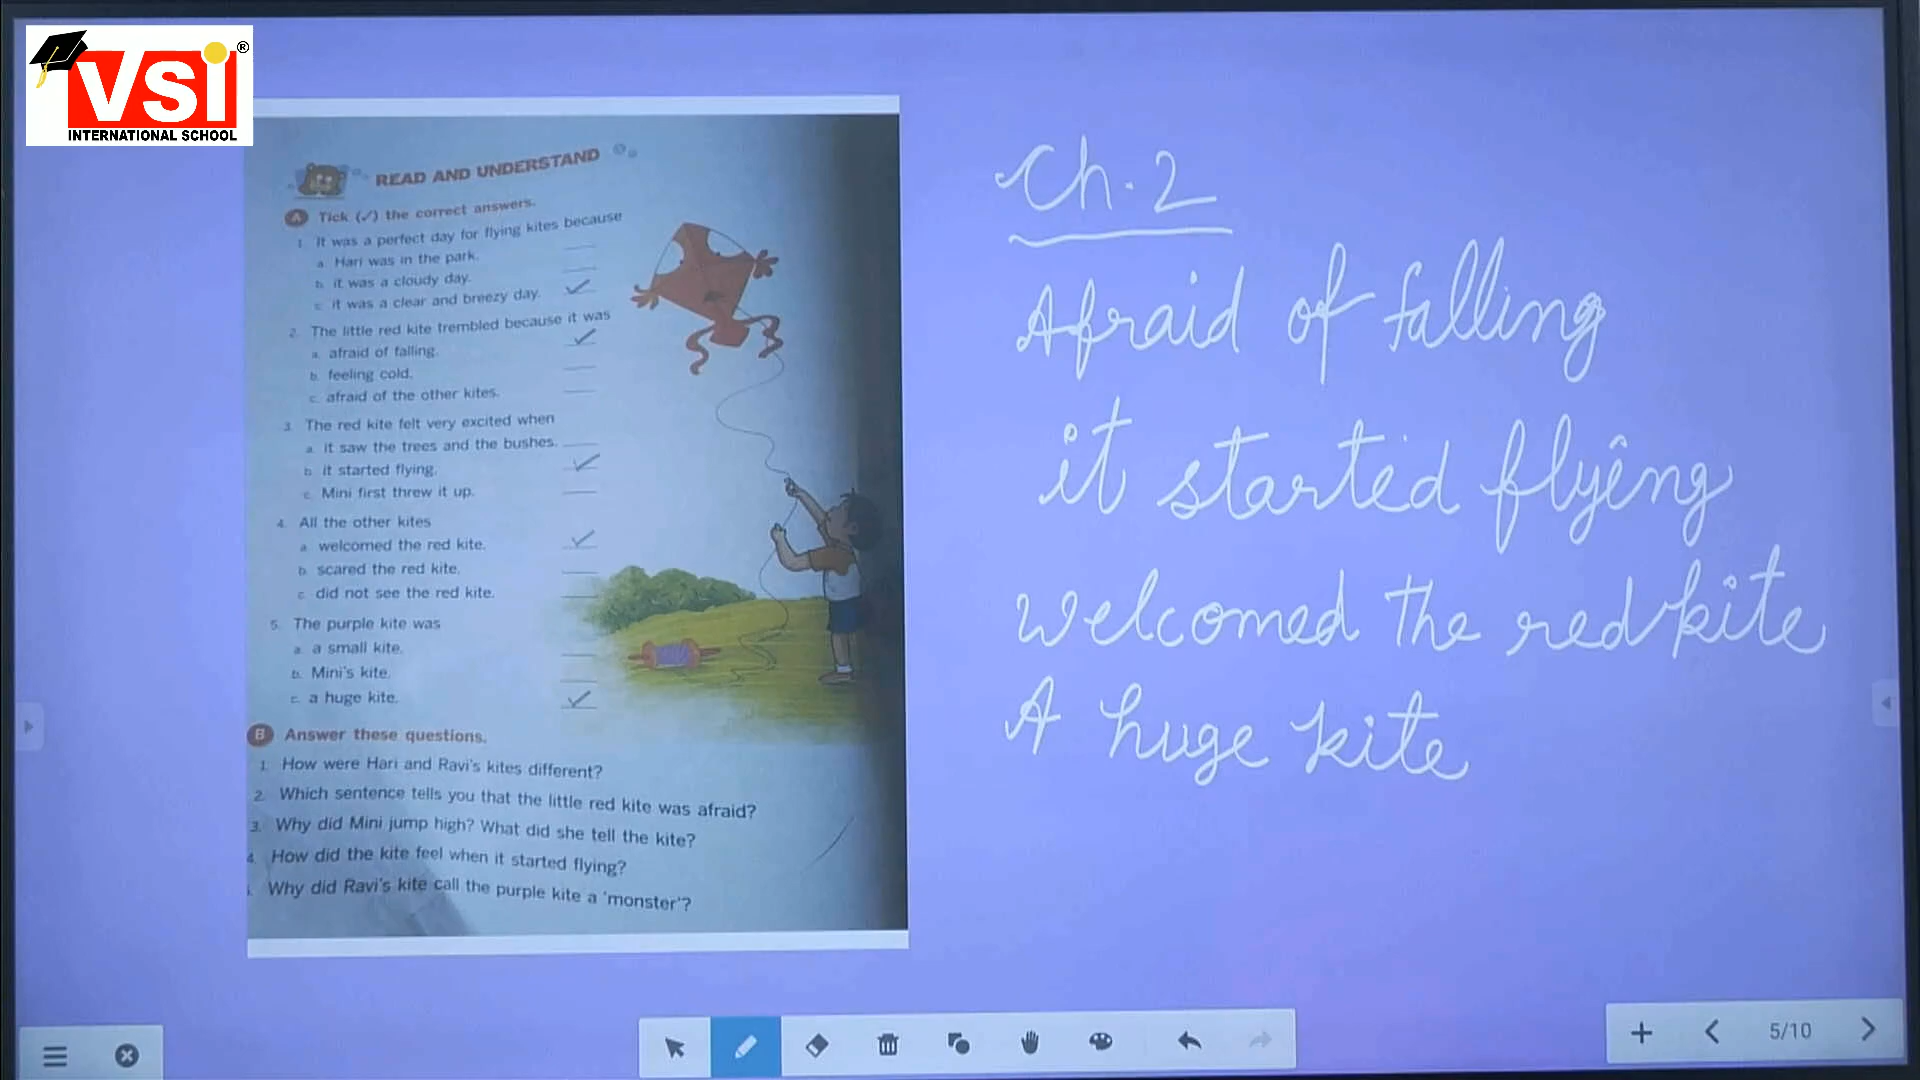 VSI ®
INTERNATIONAL SCHOOL
READ AND UNDERSTAND
A Tick (✓) the correct answers.
1. It was a perfect day for flying kites because
a. Hari was in the park.
b. it was a cloudy day.
c. it was a clear and breezy day. ✓
2. The little red kite trembled because it was
a. afraid of falling. ✓
b. feeling cold.
c. afraid of the other kites.
3. The red kite felt very excited when
a. it saw the trees and the bushes.
b. it started flying. ✓
c. Mini first threw it up.
4. All the other kites
a. welcomed the red kite. ✓
b. scared the red kite.
c. did not see the red kite.
5. The purple kite was
a. a small kite.
b. Mini's kite.
c. a huge kite. ✓
B Answer these questions.
1. How were Hari and Ravi's kites different?
2. Which sentence tells you that the little red kite was afraid?
3. Why did Mini jump high? What did she tell the kite?
4. How did the kite feel when it started flying?
Why did Ravi's kite call the purple kite a 'monster'?
Ch. 2
Afraid of falling
it started flying
welcomed the red kite
A huge kite
5/10